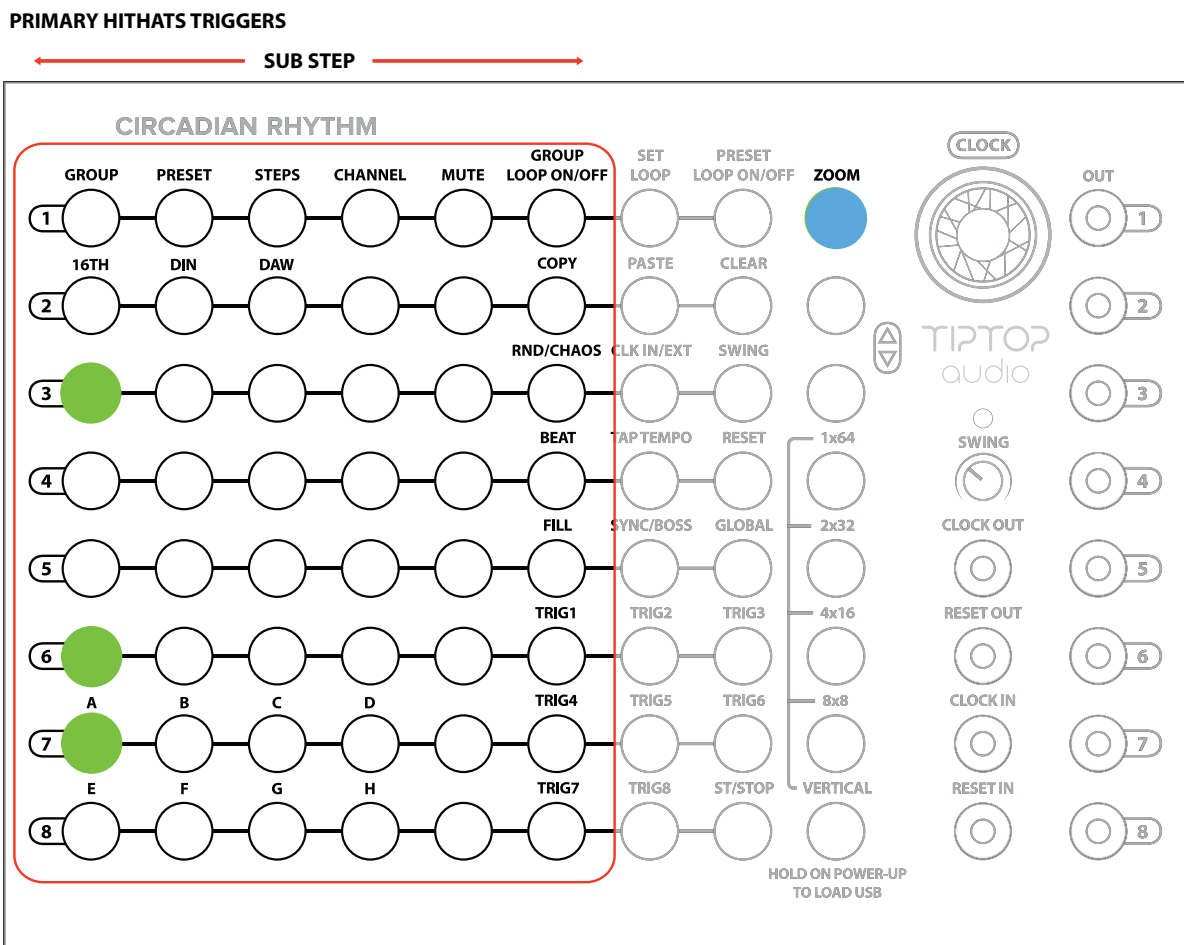 PRIMARY HITHATS TRIGGERS
SUB STEP
CIRCADIAN RHYTHM
CLOCK
GROUP PRESET STEPS CHANNEL MUTE GROUP LOOP ON/OFF SET LOOP PRESET LOOP ON/OFF ZOOM OUT
1 1
16TH DIN DAW COPY PASTE CLEAR
2 2
TIPTOP
audio
RND/CHAOS CLK IN/EXT SWING
3 3
BEAT TAP TEMPO RESET 1x64 SWING
4 4
FILL SYNC/BOSS GLOBAL 2x32 CLOCK OUT
5 5
TRIG1 TRIG2 TRIG3 4x16 RESET OUT
6 6
A B C D TRIG4 TRIG5 TRIG6 8x8 CLOCK IN
7 7
E F G H TRIG7 TRIG8 ST/STOP VERTICAL RESET IN
8 8
HOLD ON POWER-UP
TO LOAD USB